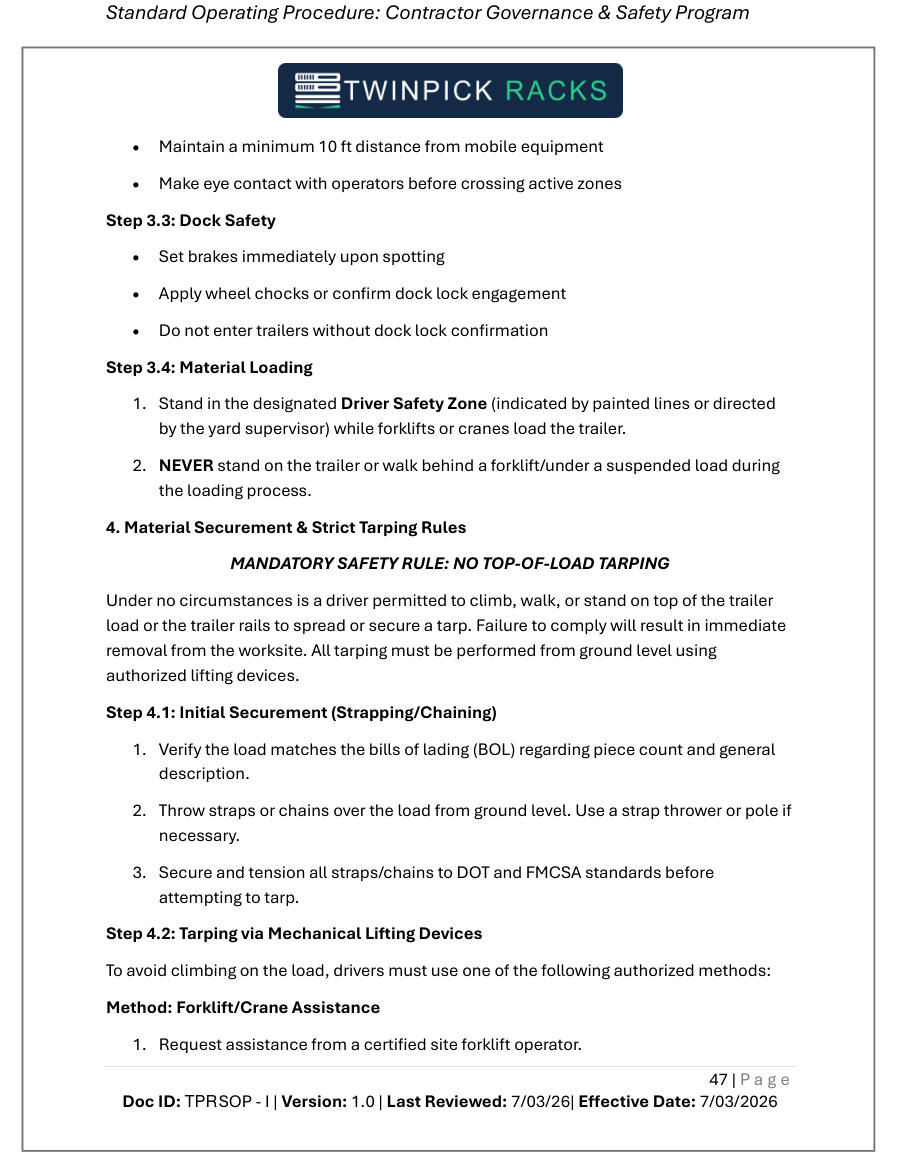 Standard Operating Procedure: Contractor Governance & Safety Program
TWINPICK RACKS
• Maintain a minimum 10 ft distance from mobile equipment
• Make eye contact with operators before crossing active zones
Step 3.3: Dock Safety
• Set brakes immediately upon spotting
• Apply wheel chocks or confirm dock lock engagement
• Do not enter trailers without dock lock confirmation
Step 3.4: Material Loading
1. Stand in the designated Driver Safety Zone (indicated by painted lines or directed
by the yard supervisor) while forklifts or cranes load the trailer.
2. NEVER stand on the trailer or walk behind a forklift/under a suspended load during
the loading process.
4. Material Securement & Strict Tarping Rules
MANDATORY SAFETY RULE: NO TOP-OF-LOAD TARPING
Under no circumstances is a driver permitted to climb, walk, or stand on top of the trailer
load or the trailer rails to spread or secure a tarp. Failure to comply will result in immediate
removal from the worksite. All tarping must be performed from ground level using
authorized lifting devices.
Step 4.1: Initial Securement (Strapping/Chaining)
1. Verify the load matches the bills of lading (BOL) regarding piece count and general
description.
2. Throw straps or chains over the load from ground level. Use a strap thrower or pole if
necessary.
3. Secure and tension all straps/chains to DOT and FMCSA standards before
attempting to tarp.
Step 4.2: Tarping via Mechanical Lifting Devices
To avoid climbing on the load, drivers must use one of the following authorized methods:
Method: Forklift/Crane Assistance
1. Request assistance from a certified site forklift operator.
47 | Page
Doc ID: TPRSOP - I | Version: 1.0 | Last Reviewed: 7/03/26| Effective Date: 7/03/2026